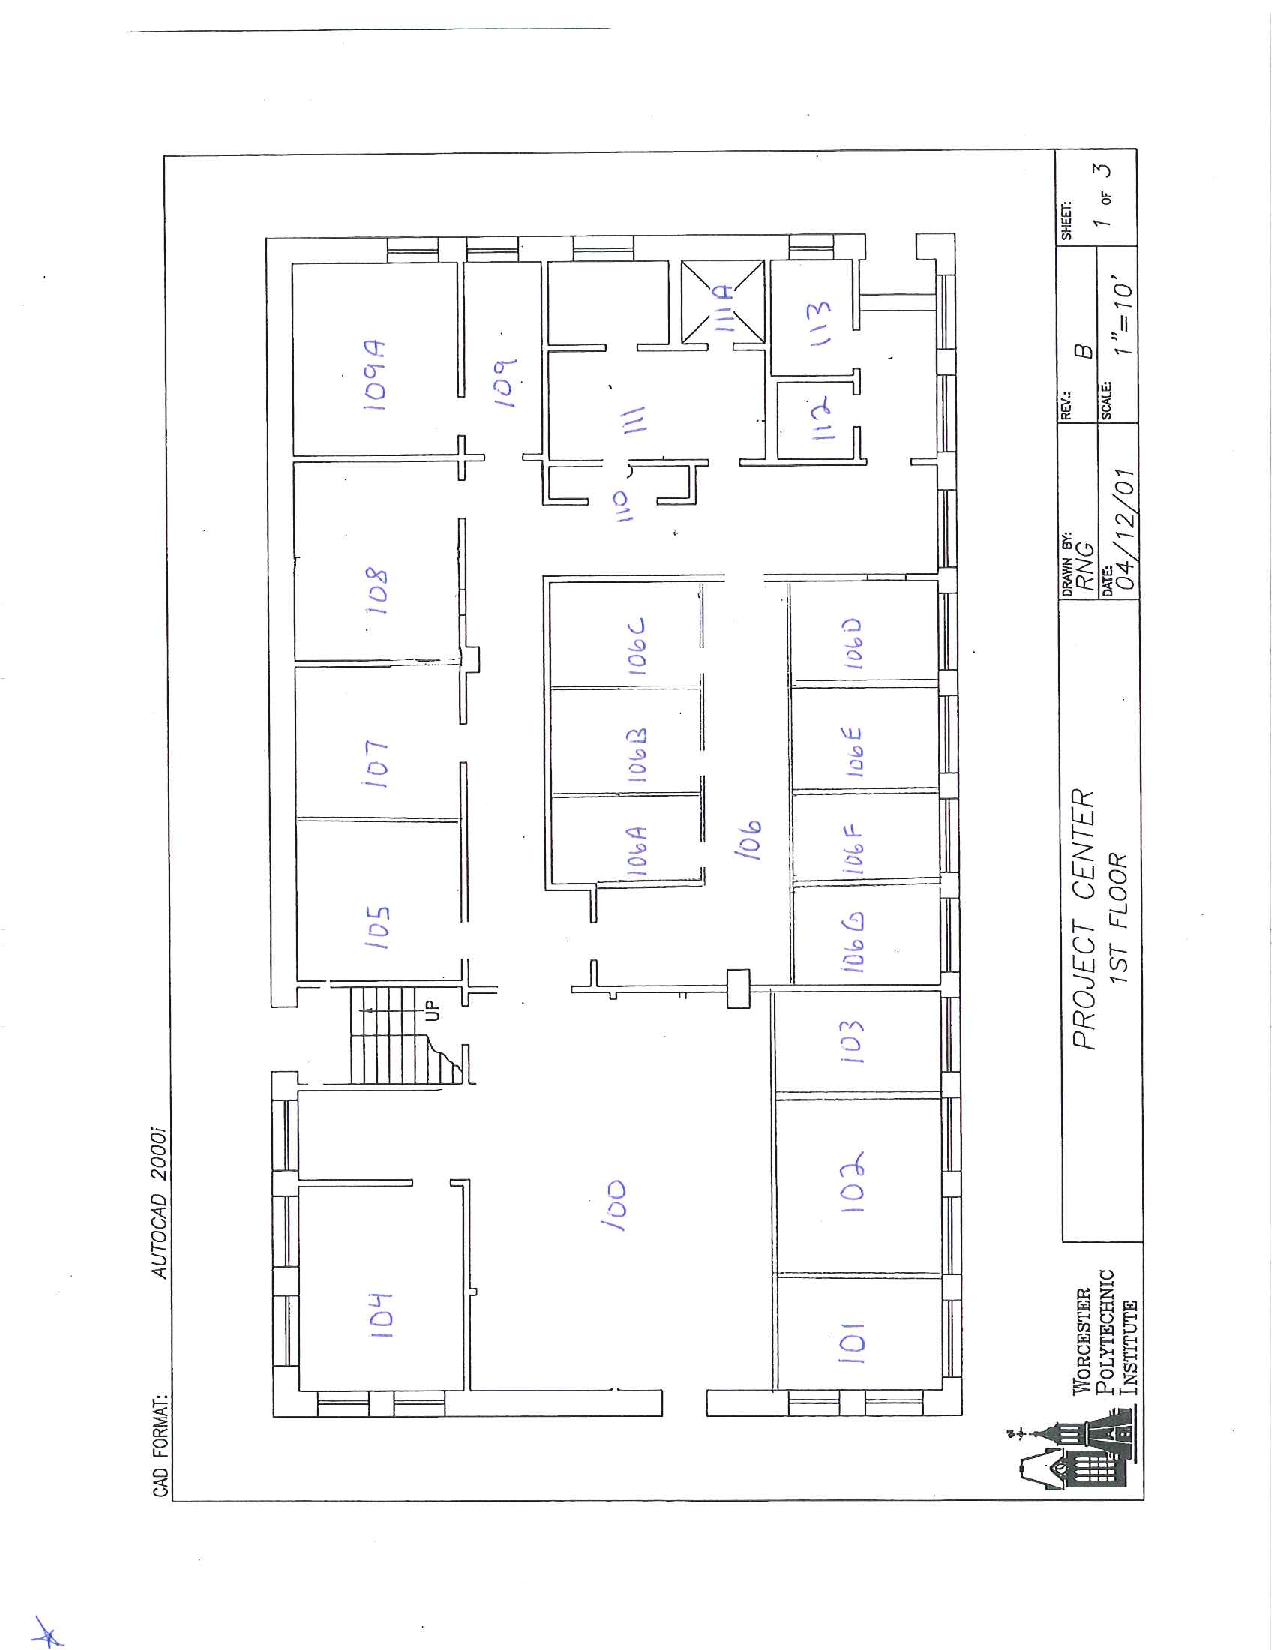 CAD FORMAT: AUTOCAD 2000i
104
105
107
108
109A
UP
109
100
110
111
111A
106A
106B
106C
106
101
102
103
106G
106F
106E
106D
112
113
WORCESTER
POLYTECHNIC
INSTITUTE
PROJECT CENTER
1ST FLOOR
DRAWN BY:
RNG
DATE:
04/12/01
REV.:
B
SCALE:
1"=10'
SHEET:
1 OF 3